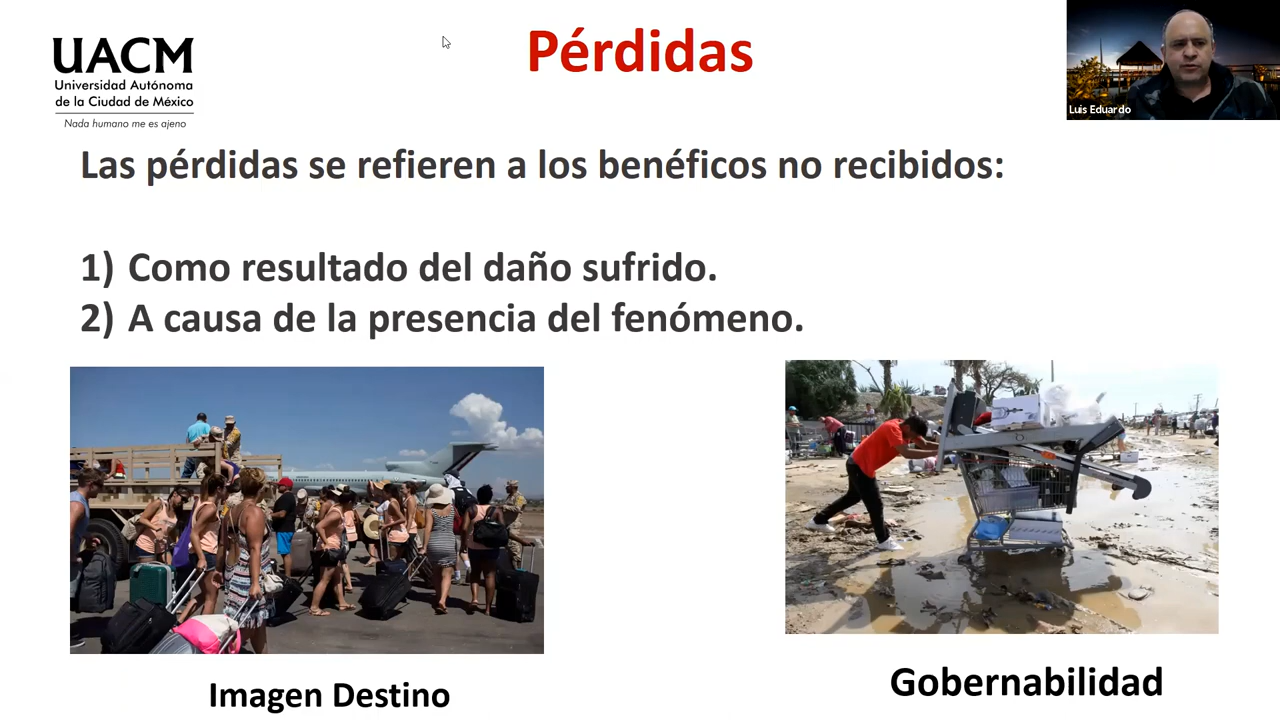 UACM
Universidad Autónoma
de la Ciudad de México
Nada humano me es ajeno
Pérdidas
Luis Eduardo
Las pérdidas se refieren a los benéficos no recibidos:
1) Como resultado del daño sufrido.
2) A causa de la presencia del fenómeno.
Imagen Destino
Gobernabilidad